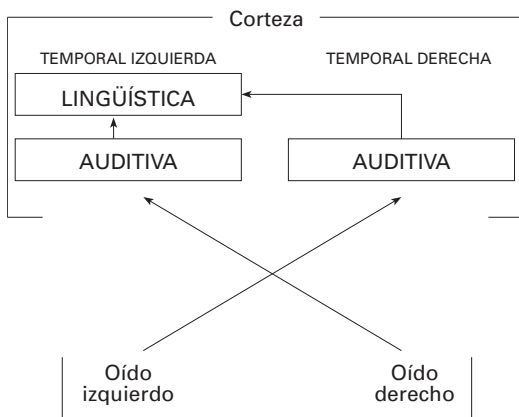 Corteza
TEMPORAL IZQUIERDA
TEMPORAL DERECHA
LINGÜÍSTICA
AUDITIVA
AUDITIVA
Oído
izquierdo
Oído
derecho